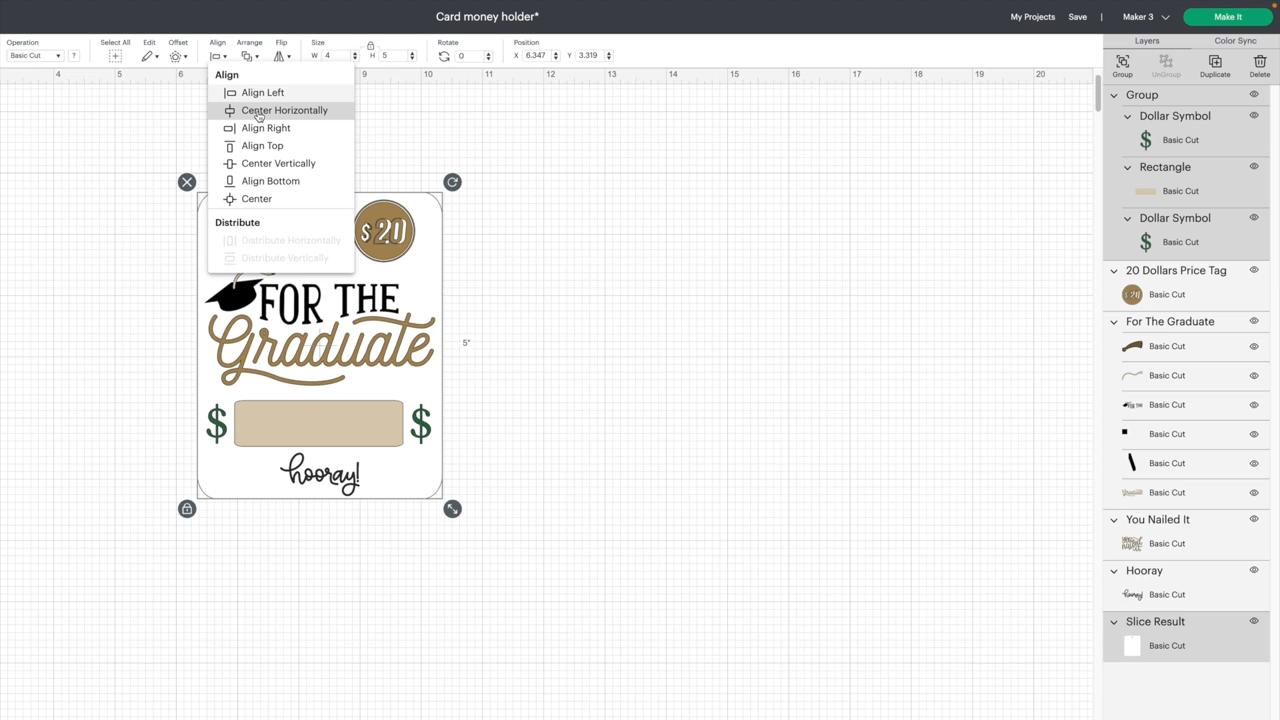 Card money holder*
My Projects Save | Maker 3 Make It
Operation Select All Edit Offset Align Arrange Flip Size Rotate Position
Basic Cut ? W 4 H 5 0 X 6.347 Y 3.319
Layers Color Sync
Group UnGroup Duplicate Delete
4 5 6 9 10 11 12 13 14 15 16 17 18 19 20
Align
Align Left
Center Horizontally
Align Right
Align Top
Center Vertically
Align Bottom
Center
Distribute
Distribute Horizontally
Distribute Vertically
$20
FOR THE
Graduate
5"
$ $
hooray!
Group
Dollar Symbol
$ Basic Cut
Rectangle
Basic Cut
Dollar Symbol
$ Basic Cut
20 Dollars Price Tag
$20 Basic Cut
For The Graduate
Basic Cut
Basic Cut
FOR THE Basic Cut
Basic Cut
Basic Cut
Graduate Basic Cut
You Nailed It
Basic Cut
Hooray
hooray! Basic Cut
Slice Result
Basic Cut